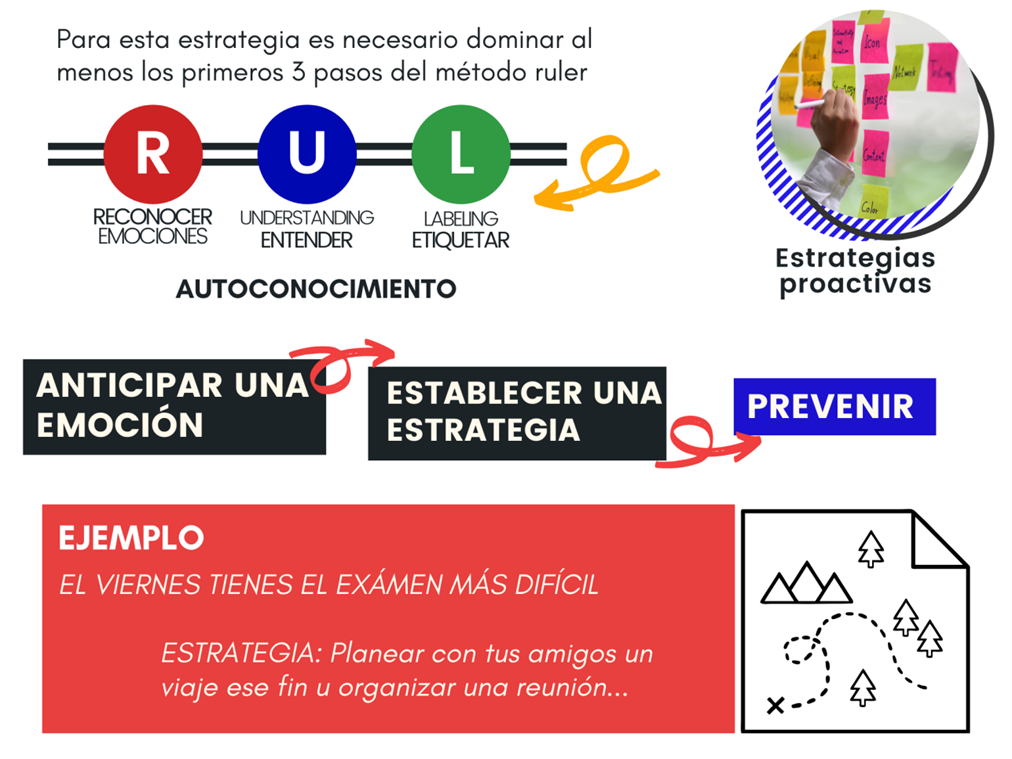 Para esta estrategia es necesario dominar al
menos los primeros 3 pasos del método ruler
R
U
L
RECONOCER
EMOCIONES
UNDERSTANDING
ENTENDER
LABELING
ETIQUETAR
AUTOCONOCIMIENTO
Icon
Network
Images
Content
Color
Estrategias
proactivas
ANTICIPAR UNA
EMOCIÓN
ESTABLECER UNA
ESTRATEGIA
PREVENIR
EJEMPLO
EL VIERNES TIENES EL EXÁMEN MÁS DIFÍCIL
ESTRATEGIA: Planear con tus amigos un
viaje ese fin u organizar una reunión...